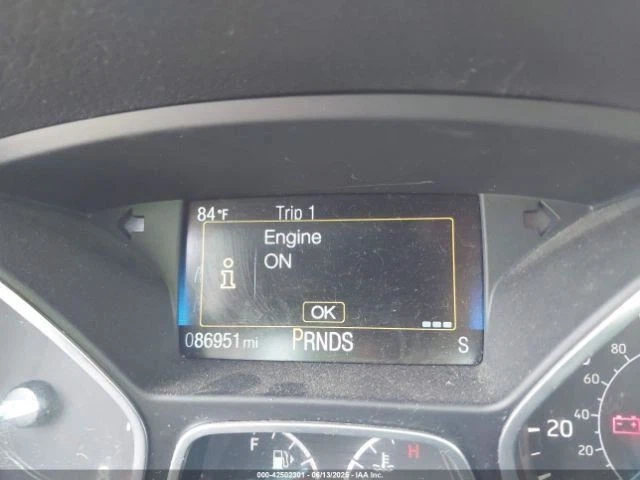 84°F Trip 1
Engine
ON
i
OK
086951 mi PRNDS S
80
60
20 40
20
F H
000-42502301 - 06/13/2025 - IAA Inc.